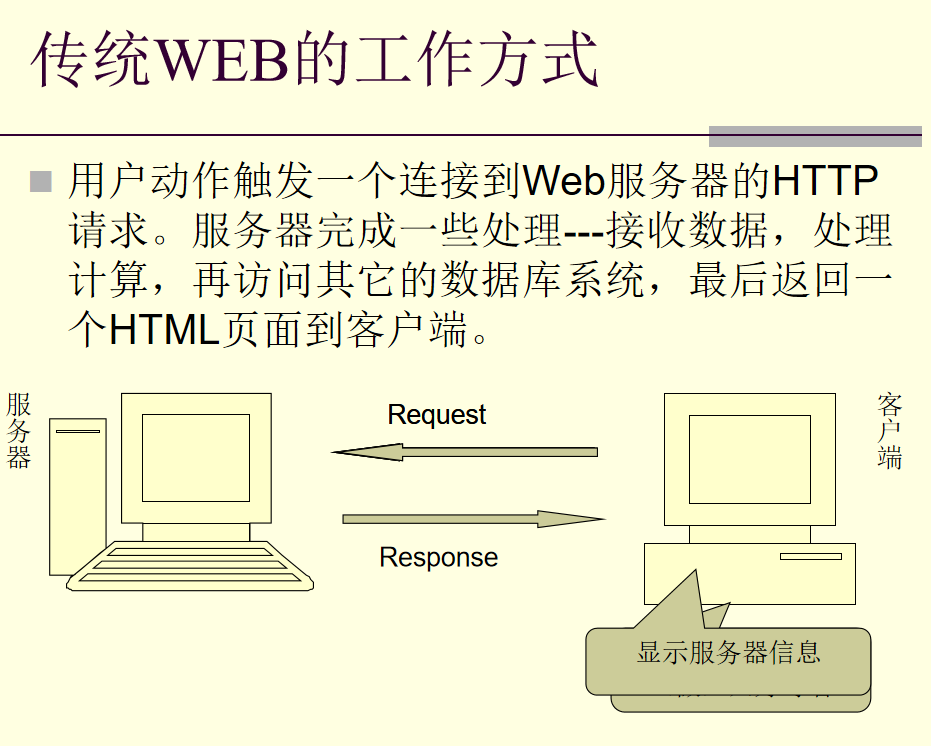 传统WEB的工作方式
用户动作触发一个连接到Web服务器的HTTP
请求。服务器完成一些处理---接收数据，处理
计算，再访问其它的数据库系统，最后返回一
个HTML页面到客户端。
服务器
Request
客户端
Response
显示服务器信息